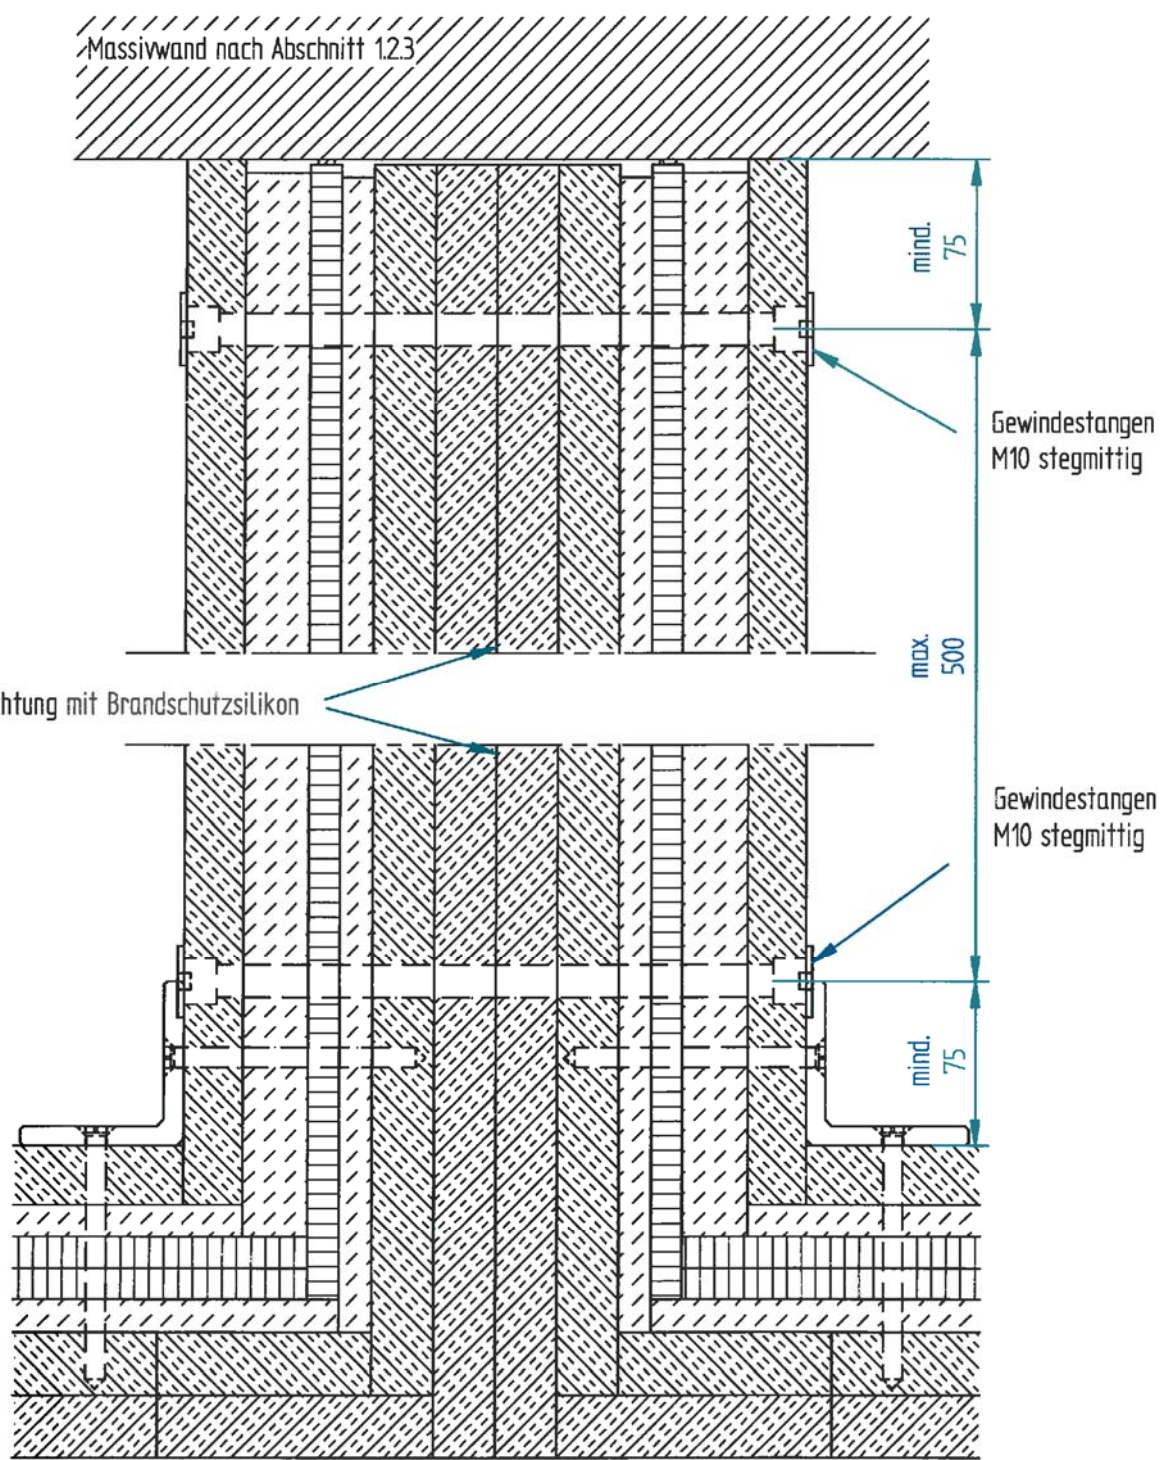 Massivwand nach Abschnitt 1.2.3
mind.
75
Gewindestangen
M10 stegmittig
max.
500
htung mit Brandschutzsilikon
Gewindestangen
M10 stegmittig
mind.
75